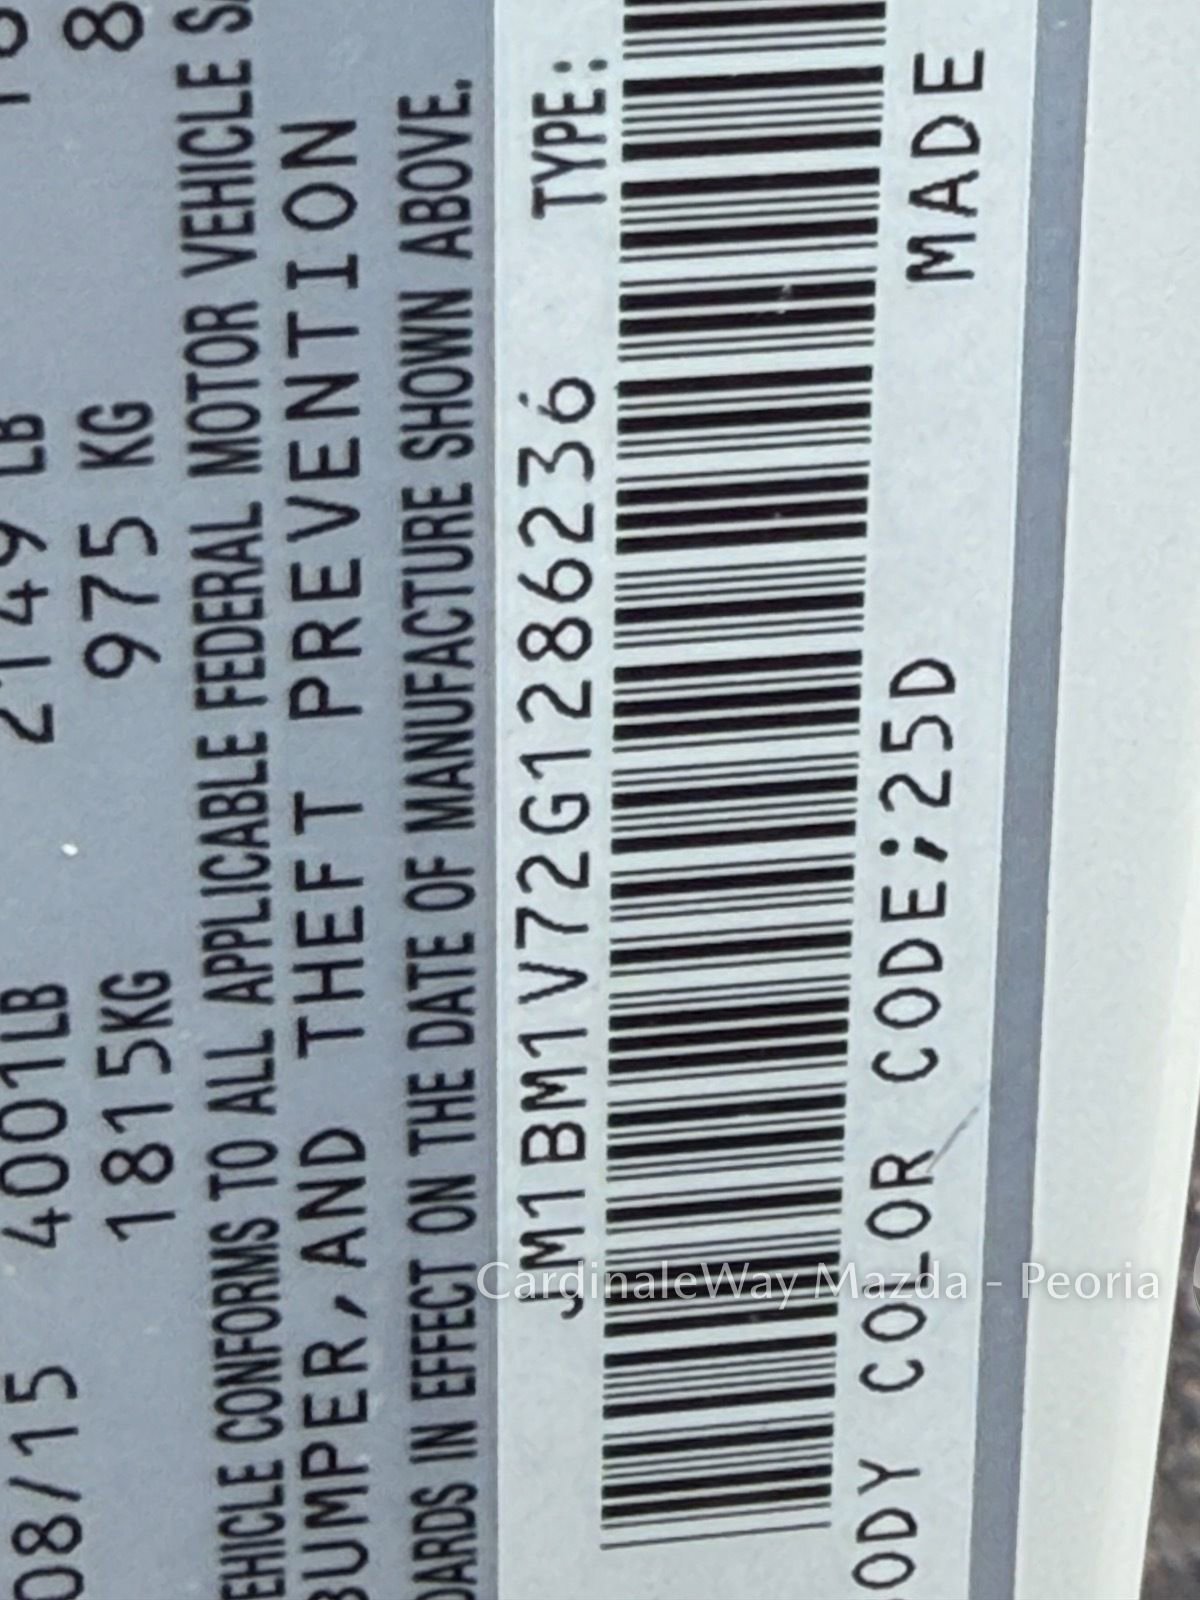 08/15 4001LB 2149 LB
1815KG 975 KG 8
EHICLE CONFORMS TO ALL APPLICABLE FEDERAL MOTOR VEHICLE SA
BUMPER, AND THEFT PREVENTION
DARDS IN EFFECT ON THE DATE OF MANUFACTURE SHOWN ABOVE.
JM1BM1V72G1286236 TYPE:
ODY COLOR CODE;25D MADE
CardinaleWay Mazda - Peoria